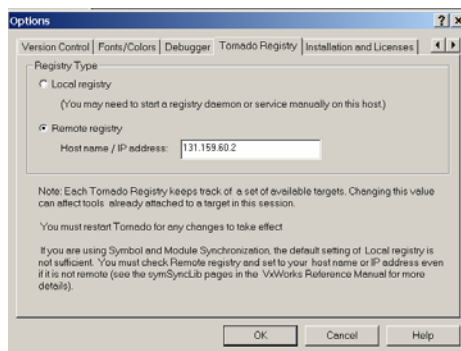 Options
Version Control Fonts/Colors Debugger Tornado Registry Installation and Licenses
Registry Type
Local registry
(You may need to start a registry daemon or service manually on this host.)
Remote registry
Host name / IP address: 131.159.60.2
Note: Each Tornado Registry keeps track of a set of available targets. Changing this value
can affect tools already attached to a target in this session.
You must restart Tornado for any changes to take effect
If you are using Symbol and Module Synchronization, the default setting of Local registry is
not sufficient. You must check Remote registry and set to your host name or IP address even
if it is not remote (see the symSyncLib pages in the VxWorks Reference Manual for more
details).
OK Cancel Help